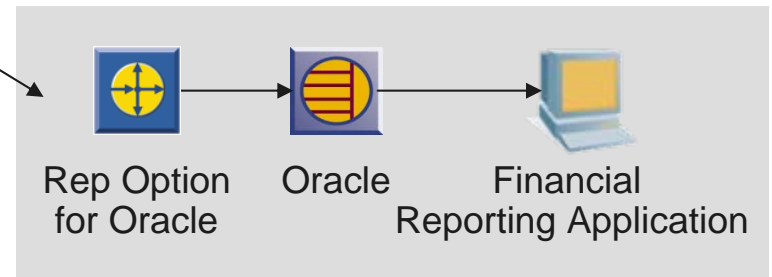 Rep Option
for Oracle
Oracle
Financial
Reporting Application